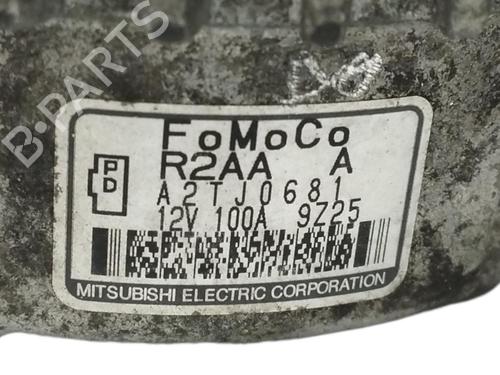 B-PARTS
FoMoCo
R2AA A
P
D
A2TJ0681
12V 100A 9Z25
MITSUBISHI ELECTRIC CORPORATION